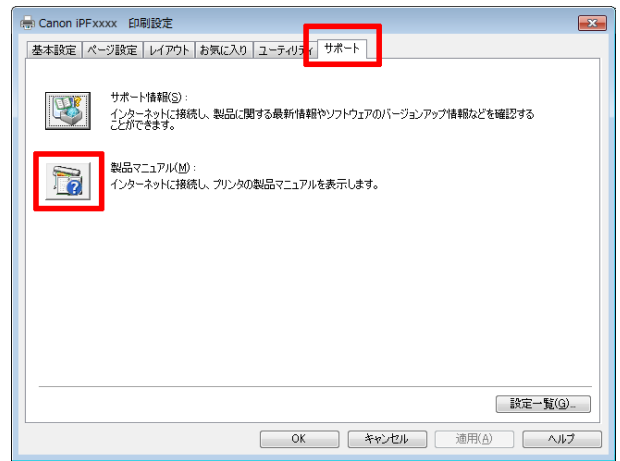 Canon iPFxxxx 印刷設定
基本設定 ページ設定 レイアウト お気に入り ユーティリティ サポート
サポート情報(S) :
インターネットに接続し、製品に関する最新情報やソフトウェアのバージョンアップ情報などを確認する
ことができます。
製品マニュアル(M) :
インターネットに接続し、プリンタの製品マニュアルを表示します。
設定一覧(G)...
OK キャンセル 適用(A) ヘルプ